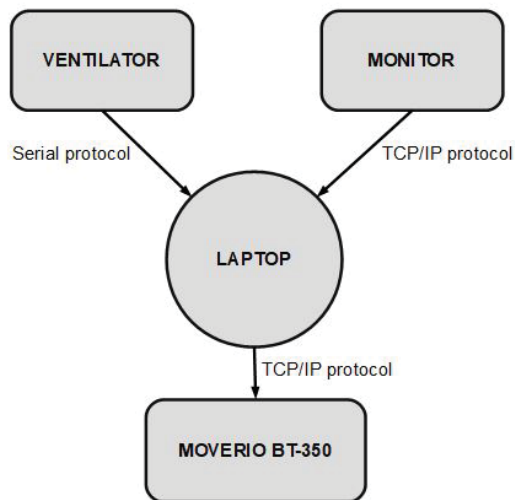 VENTILATOR
MONITOR
Serial protocol
TCP/IP protocol
LAPTOP
TCP/IP protocol
MOVERIO BT-350